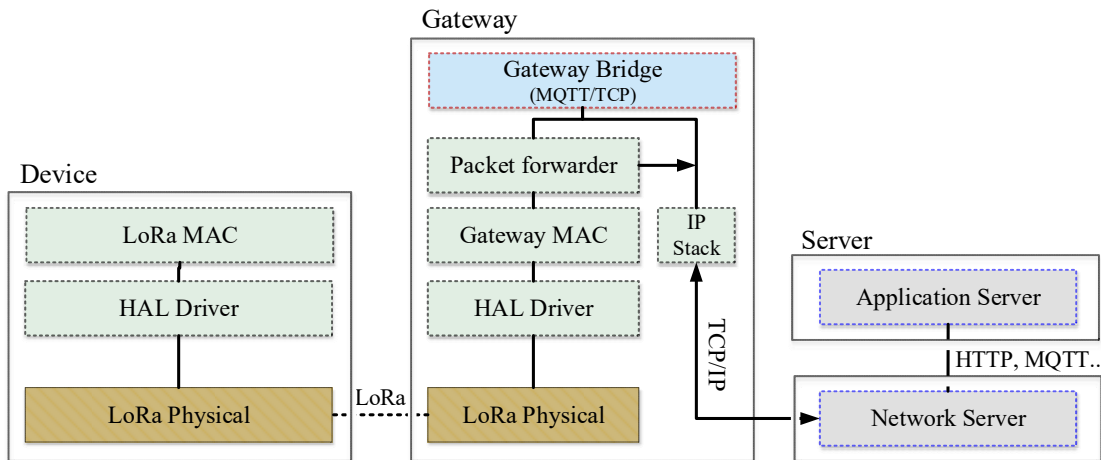 Gateway
Gateway Bridge
(MQTT/TCP)
Packet forwarder
Device
LoRa MAC
Gateway MAC
IP
Stack
Server
HAL Driver
HAL Driver
Application Server
TCP/IP
HTTP, MQTT..
LoRa
LoRa Physical
LoRa Physical
Network Server